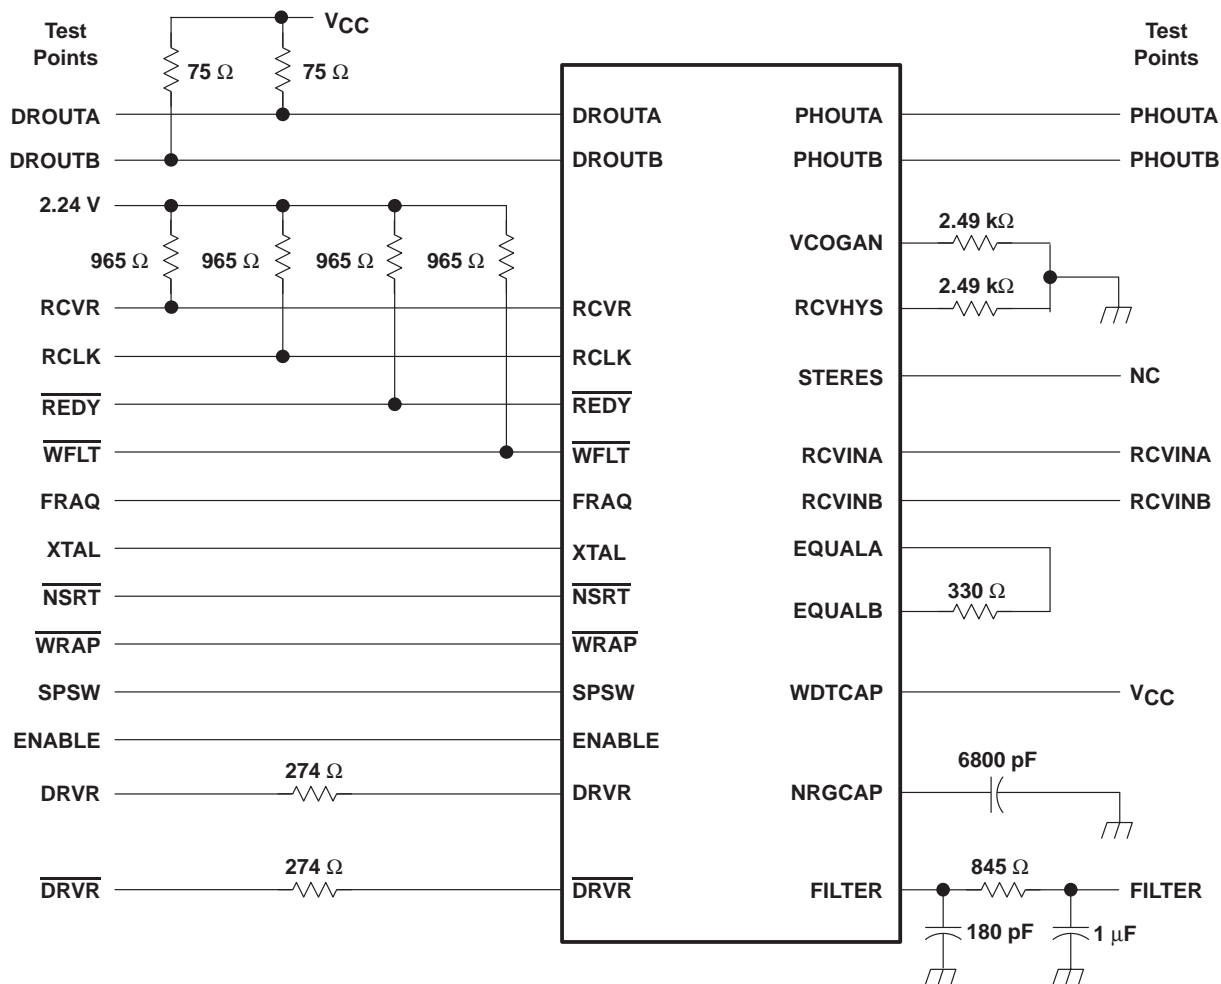 Test
Points
VCC
Test
Points
75 Ω
75 Ω
DROUTA
DROUTA
PHOUTA
PHOUTA
DROUTB
DROUTB
PHOUTB
PHOUTB
2.24 V
2.49 kΩ
VCOGAN
965 Ω
965 Ω
965 Ω
965 Ω
2.49 kΩ
RCVR
RCVR
RCVHYS
RCLK
RCLK
STERES
NC
REDY
REDY
WFLT
WFLT
RCVINA
RCVINA
FRAQ
FRAQ
RCVINB
RCVINB
XTAL
XTAL
EQUALA
NSRT
NSRT
330 Ω
EQUALB
WRAP
WRAP
SPSW
SPSW
WDTCAP
VCC
ENABLE
ENABLE
6800 pF
274 Ω
DRVR
DRVR
NRGCAP
274 Ω
845 Ω
DRVR
DRVR
FILTER
FILTER
180 pF
1 μF